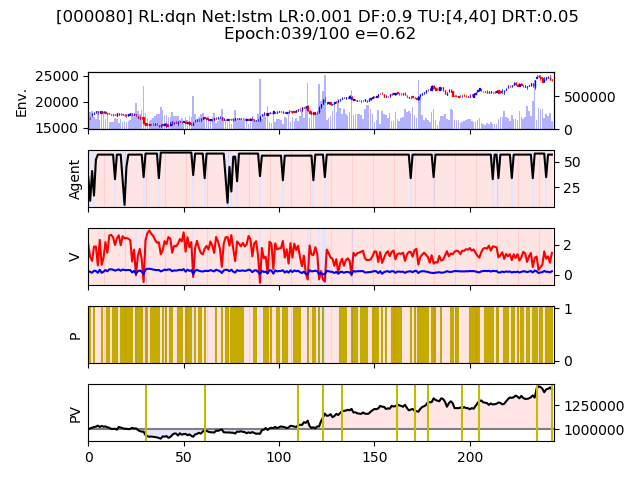 [000080] RL:dqn Net:lstm LR:0.001 DF:0.9 TU:[4,40] DRT:0.05
Epoch:039/100 e=0.62
Env.
25000
20000
15000
500000
0
Agent
50
25
V
2
0
P
1
0
PV
1250000
1000000
0 50 100 150 200